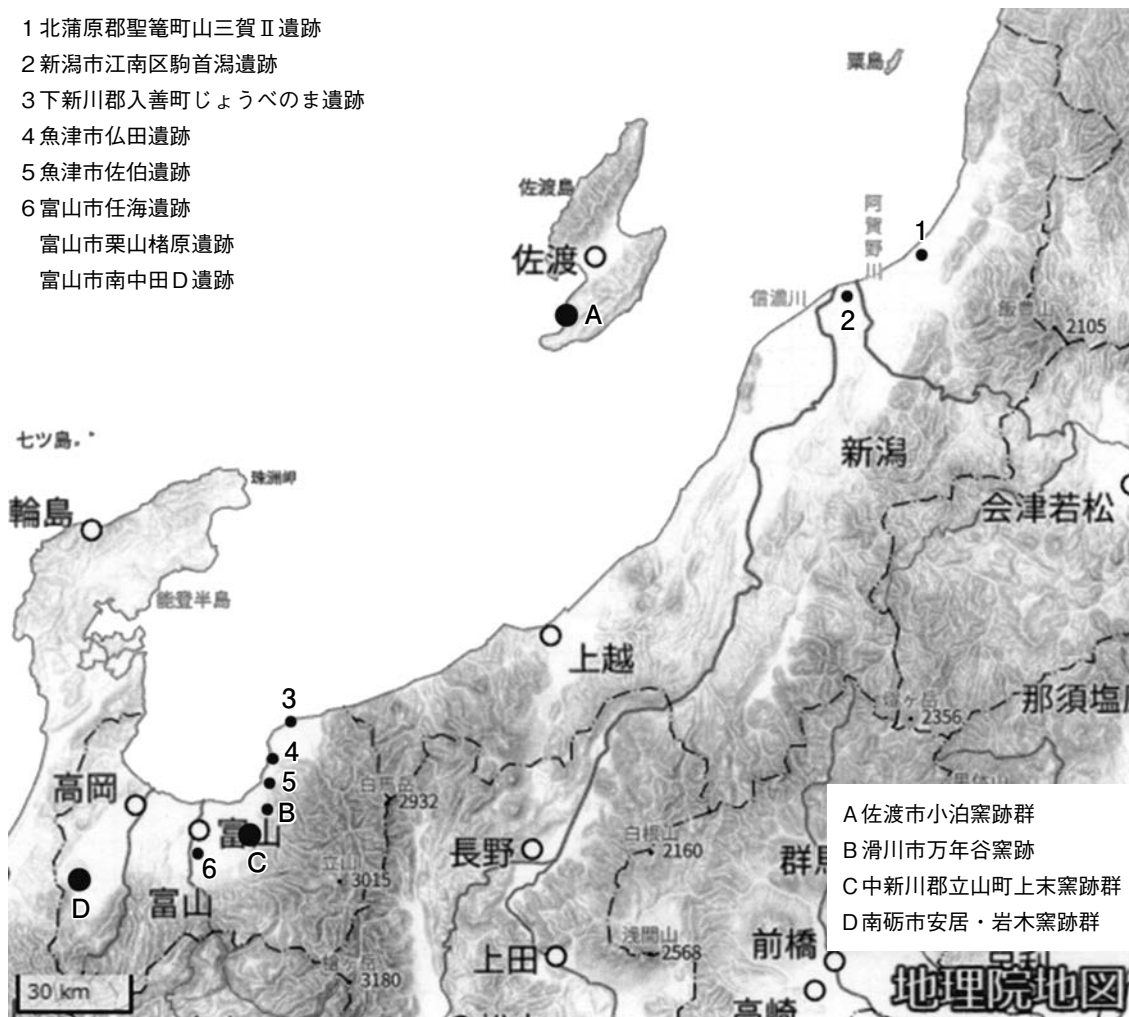 1 北蒲原郡聖篭町山三賀Ⅱ遺跡
2 新潟市江南区駒首潟遺跡
3 下新川郡入善町じょうべのま遺跡
4 魚津市仏田遺跡
5 魚津市佐伯遺跡
6 富山市任海遺跡
富山市栗山楮原遺跡
富山市南中田D遺跡
粟島
佐渡島
佐渡
A
阿賀野川
1
信濃川
2
飯豊山
2105
新潟
会津若松
七ツ島
珠洲岬
輪島
能登半島
上越
那須塩原
燧ヶ岳
2356
3
4
5
B
高岡
富山
C
6
D
富山
白馬岳
2932
立山
3015
槍ヶ岳
3180
長野
白根山
2160
上田
浅間山
2568
群馬
前橋
高崎
A 佐渡市小泊窯跡群
B 滑川市万年谷窯跡
C 中新川郡立山町上末窯跡群
D 南砺市安居・岩木窯跡群
30 km
地理院地図